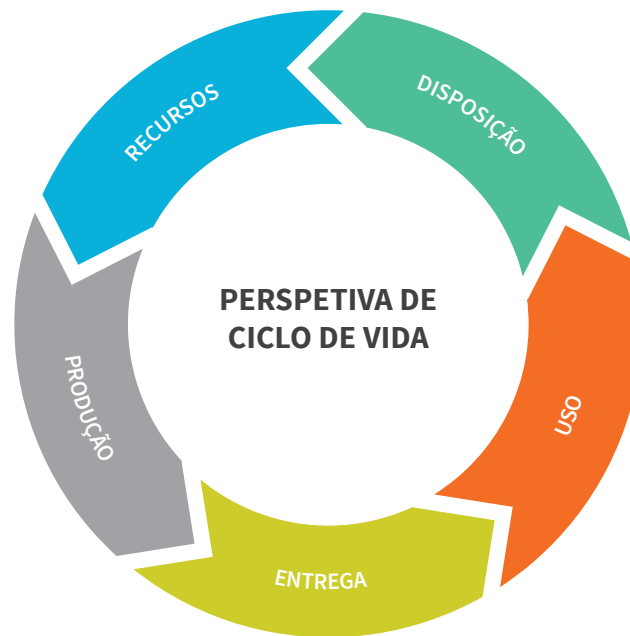 PERSPETIVA DE
CICLO DE VIDA
RECURSOS
PRODUÇÃO
ENTREGA
USO
DISPOSIÇÃO